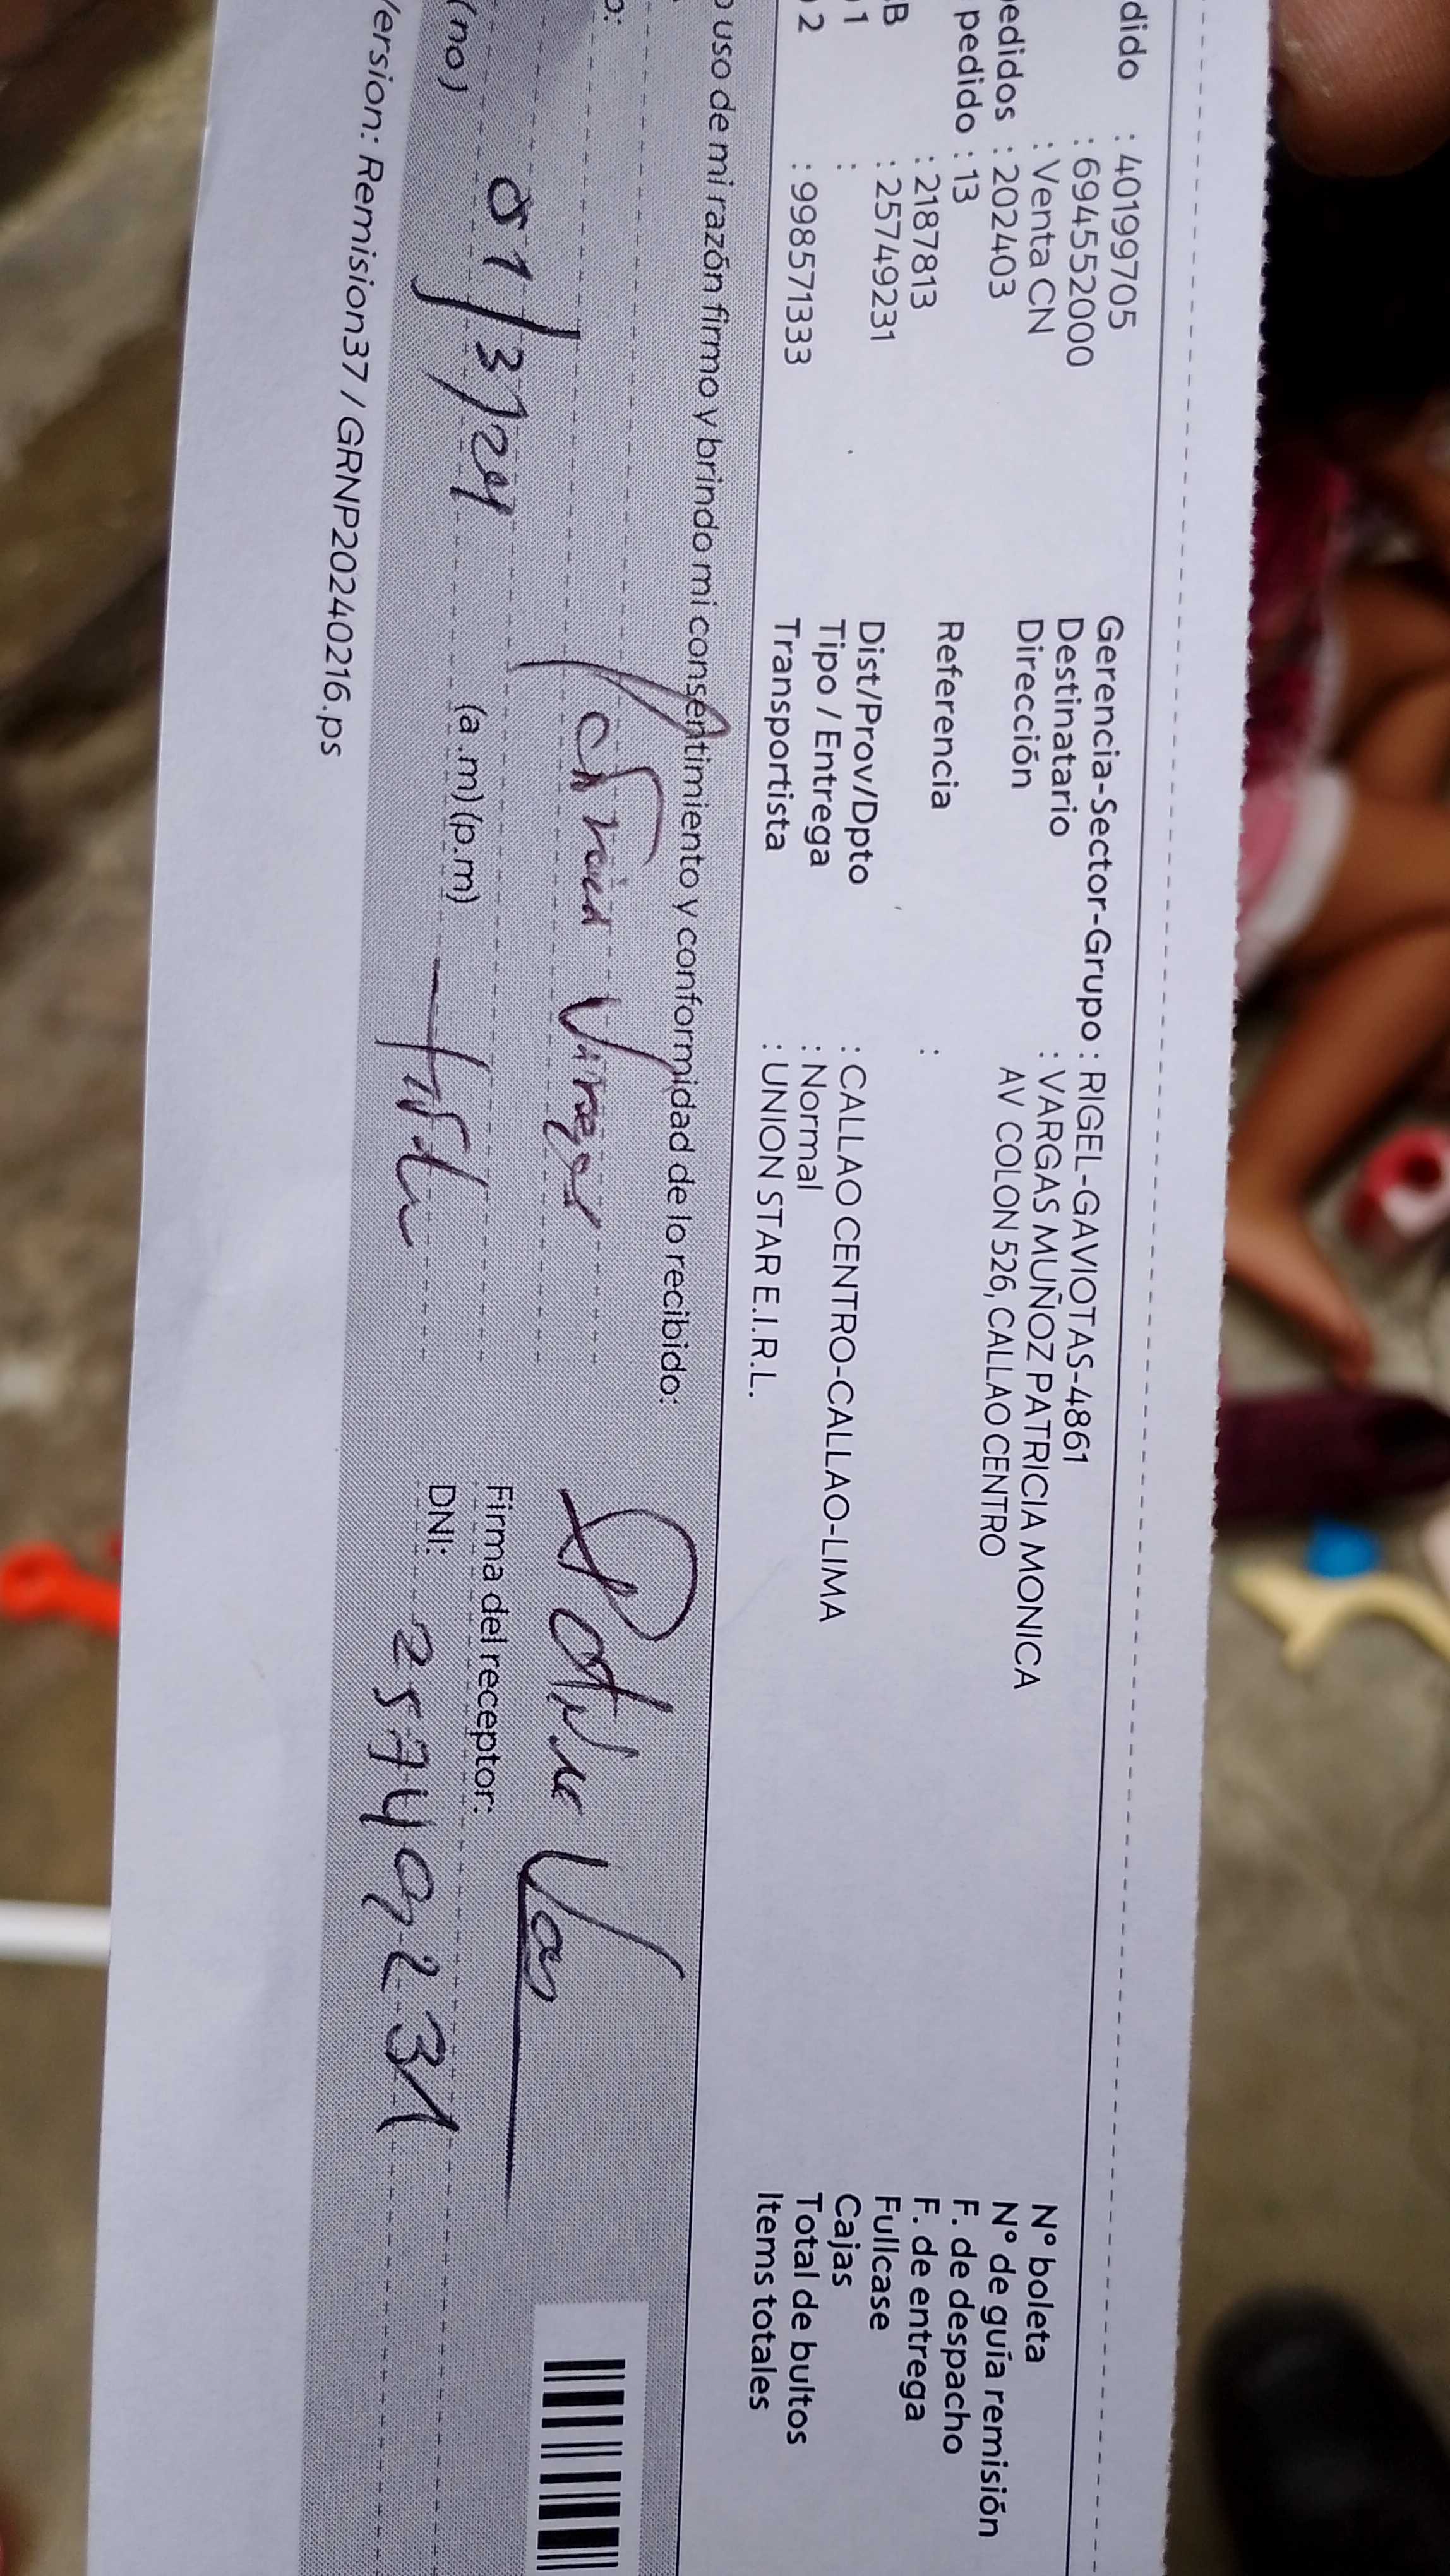 dido : 40199705
: 694552000
: Venta CN
edidos : 202403
pedido : 13
: 2187813
B : 25749231
1 :
2 : 998571333
Gerencia-Sector-Grupo : RIGEL-GAVIOTAS-4861
Destinatario : VARGAS MUÑOZ PATRICIA MONICA
Dirección AV COLON 526, CALLAO CENTRO
Referencia :
Dist/Prov/Dpto : CALLAO CENTRO-CALLAO-LIMA
Tipo / Entrega : Normal
Transportista : UNION STAR E.I.R.L.
N° boleta
N° de guía remisión
F. de despacho
F. de entrega
Fullcase
Cajas
Total de bultos
Items totales
o uso de mi razón firmo y brindo mi consentimiento y conformidad de lo recibido:
o:
Patricia Vargas
(no) 01/3/24 (a.m) (p.m)
Firma del receptor:
DNI: 25749231
Version: Remision37 / GRNP20240216.ps